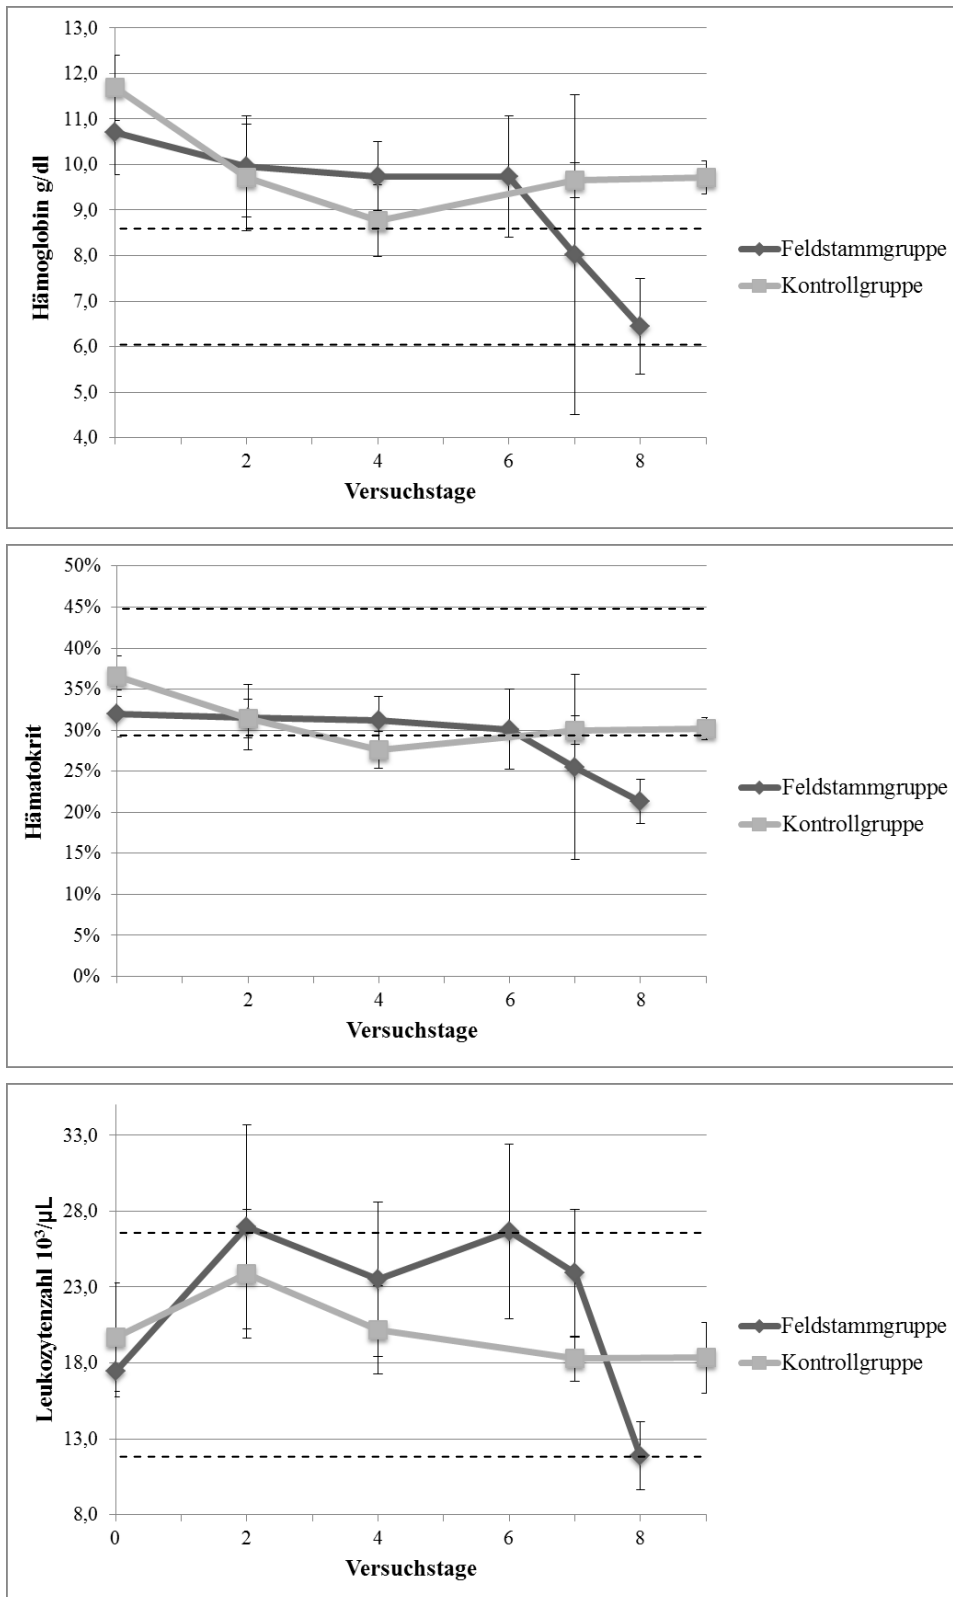 13,0
12,0
11,0
10,0
9,0
8,0
7,0
6,0
5,0
4,0
Hämoglobin g/dl
2 4 6 8
Versuchstage
Feldstammgruppe
Kontrollgruppe
50%
45%
40%
35%
30%
25%
20%
15%
10%
5%
0%
Hämatokrit
2 4 6 8
Versuchstage
Feldstammgruppe
Kontrollgruppe
33,0
28,0
23,0
18,0
13,0
8,0
Leukozytenzahl 10³/µL
0 2 4 6 8
Versuchstage
Feldstammgruppe
Kontrollgruppe